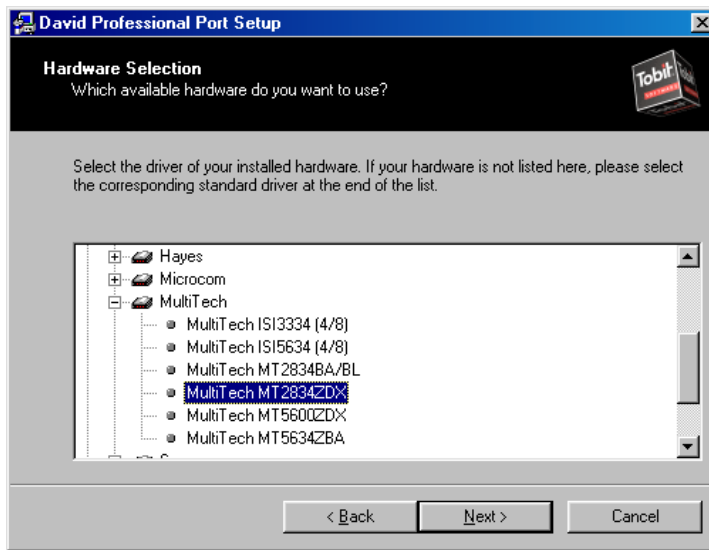 David Professional Port Setup
Hardware Selection
Which available hardware do you want to use?
Tobit
SOFTWARE
Select the driver of your installed hardware. If your hardware is not listed here, please select
the corresponding standard driver at the end of the list.
Hayes
Microcom
MultiTech
MultiTech ISI3334 (4/8)
MultiTech ISI5634 (4/8)
MultiTech MT2834BA/BL
MultiTech MT2834ZDX
MultiTech MT5600ZDX
MultiTech MT5634ZBA
< Back
Next >
Cancel